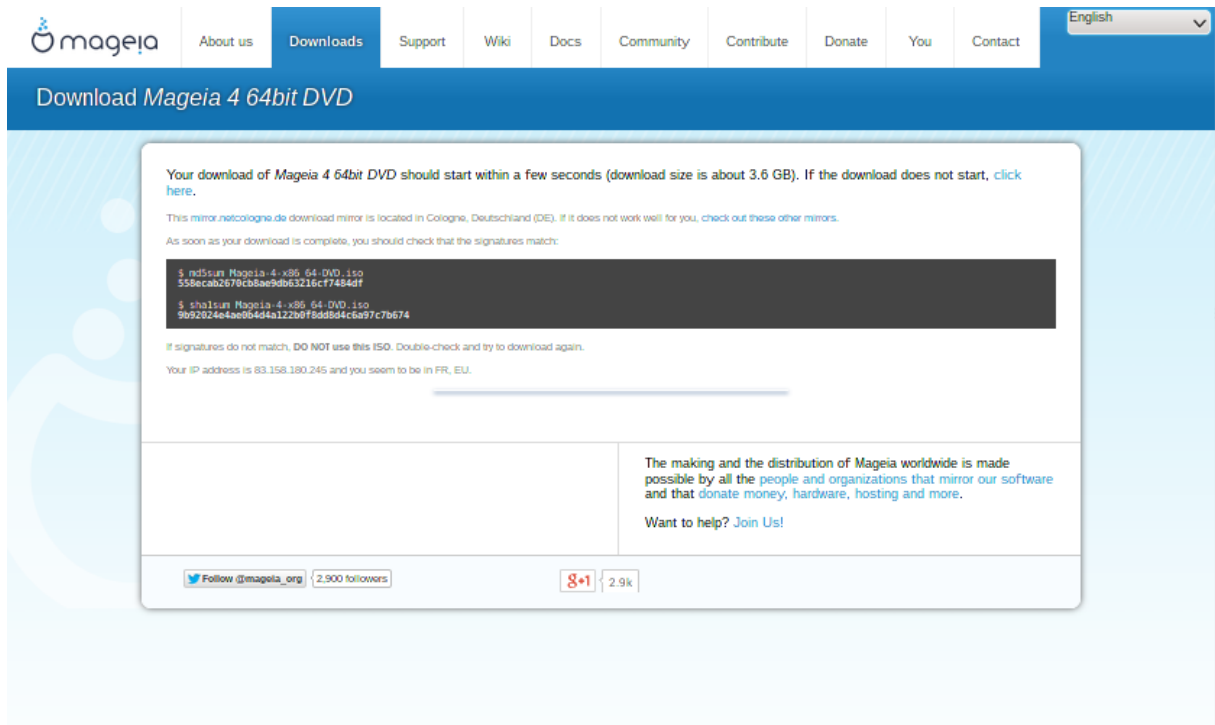 mageia
About us
Downloads
Support
Wiki
Docs
Community
Contribute
Donate
You
Contact
English
Download Mageia 4 64bit DVD
Your download of Mageia 4 64bit DVD should start within a few seconds (download size is about 3.6 GB). If the download does not start, click
here.
This mirror.netcologne.de download mirror is located in Cologne, Deutschland (DE). If it does not work well for you, check out these other mirrors.
As soon as your download is complete, you should check that the signatures match:
$ md5sum Mageia-4-x86_64-DVD.iso
558ecab2670cb8ae9db63216cf7484df
$ sha1sum Mageia-4-x86_64-DVD.iso
9b92024e4ae0b4d4a122b0f8dd8d4c6a97c7b674
If signatures do not match, DO NOT use this ISO. Double-check and try to download again.
Your IP address is 83.158.180.245 and you seem to be in FR, EU.
The making and the distribution of Mageia worldwide is made
possible by all the people and organizations that mirror our software
and that donate money, hardware, hosting and more.
Want to help? Join Us!
Follow @mageia_org
2,900 followers
g+1
2.9k